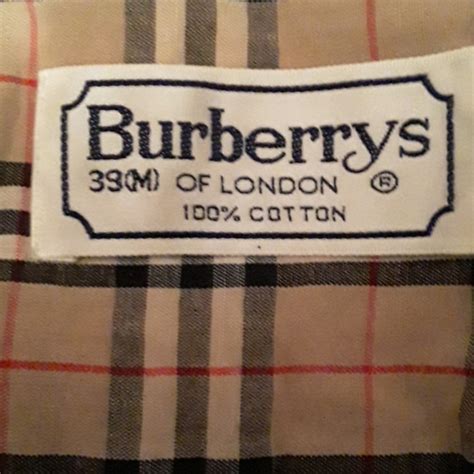 Burberrys
39(M) OF LONDON ®
100% COTTON